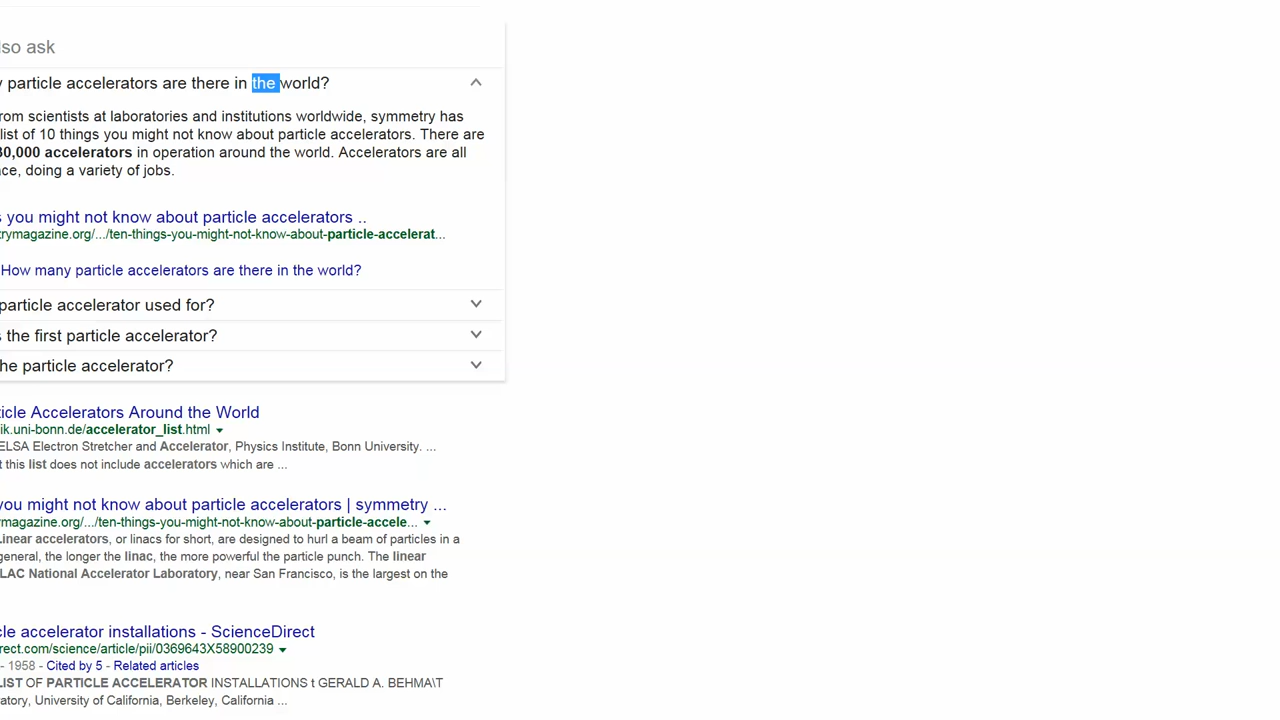 lso ask
particle accelerators are there in the world?
rom scientists at laboratories and institutions worldwide, symmetry has
list of 10 things you might not know about particle accelerators. There are
30,000 accelerators in operation around the world. Accelerators are all
ce, doing a variety of jobs.
s you might not know about particle accelerators ..
rymagazine.org/.../ten-things-you-might-not-know-about-particle-accelerat...
How many particle accelerators are there in the world?
particle accelerator used for?
s the first particle accelerator?
he particle accelerator?
icle Accelerators Around the World
ik.uni-bonn.de/accelerator_list.html
ELSA Electron Stretcher and Accelerator, Physics Institute, Bonn University. ...
t this list does not include accelerators which are ...
you might not know about particle accelerators | symmetry ...
ymagazine.org/.../ten-things-you-might-not-know-about-particle-accele...
Linear accelerators, or linacs for short, are designed to hurl a beam of particles in a
general, the longer the linac, the more powerful the particle punch. The linear
LAC National Accelerator Laboratory, near San Francisco, is the largest on the
cle accelerator installations - ScienceDirect
rect.com/science/article/pii/0369643X58900239
- 1958 - Cited by 5 - Related articles
LIST OF PARTICLE ACCELERATOR INSTALLATIONS t GERALD A. BEHMA\T
atory, University of California, Berkeley, California ...